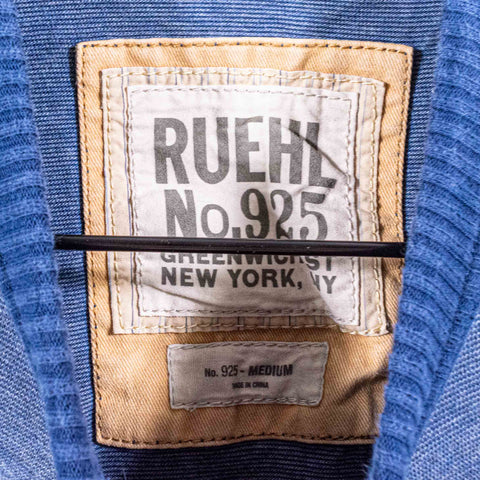 RUEHL
No. 925
GREENWICH ST
NEW YORK, NY
No. 925 - MEDIUM
MADE IN CHINA